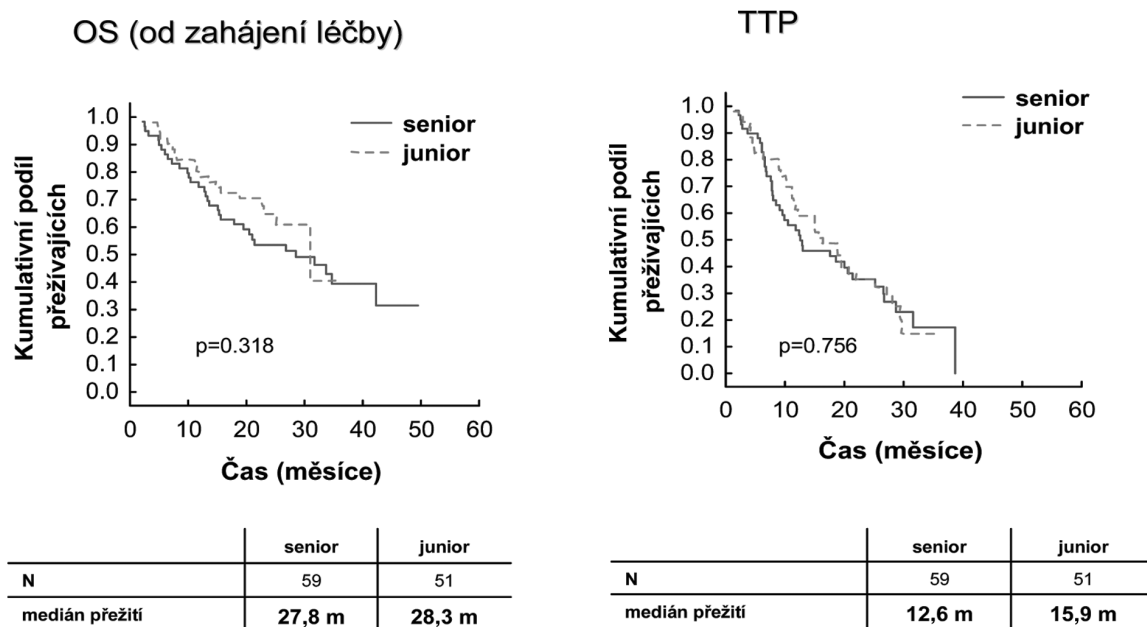 OS (od zahájení léčby)
senior
junior
Kumulativní podíl
přežívajících
1.0
0.9
0.8
0.7
0.6
0.5
0.4
0.3
0.2
0.1
0.0
p=0.318
0 10 20 30 40 50 60
Čas (měsíce)
senior junior
N 59 51
medián přežití 27,8 m 28,3 m
TTP
senior
junior
Kumulativní podíl
přežívajících
1.0
0.9
0.8
0.7
0.6
0.5
0.4
0.3
0.2
0.1
0.0
p=0.756
0 10 20 30 40 50 60
Čas (měsíce)
senior junior
N 59 51
medián přežití 12,6 m 15,9 m